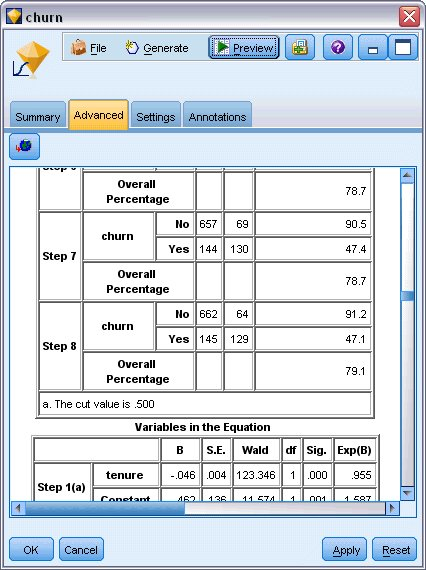 churn
File Generate Preview
Summary Advanced Settings Annotations
Overall Percentage 78.7
Step 7 churn No 657 69 90.5
Yes 144 130 47.4
Overall Percentage 78.7
Step 8 churn No 662 64 91.2
Yes 145 129 47.1
Overall Percentage 79.1
a. The cut value is .500
Variables in the Equation
B S.E. Wald df Sig. Exp(B)
Step 1(a) tenure -.046 .004 123.346 1 .000 .955
Constant .462 .136 11.574 1 .001 1.587
OK Cancel Apply Reset